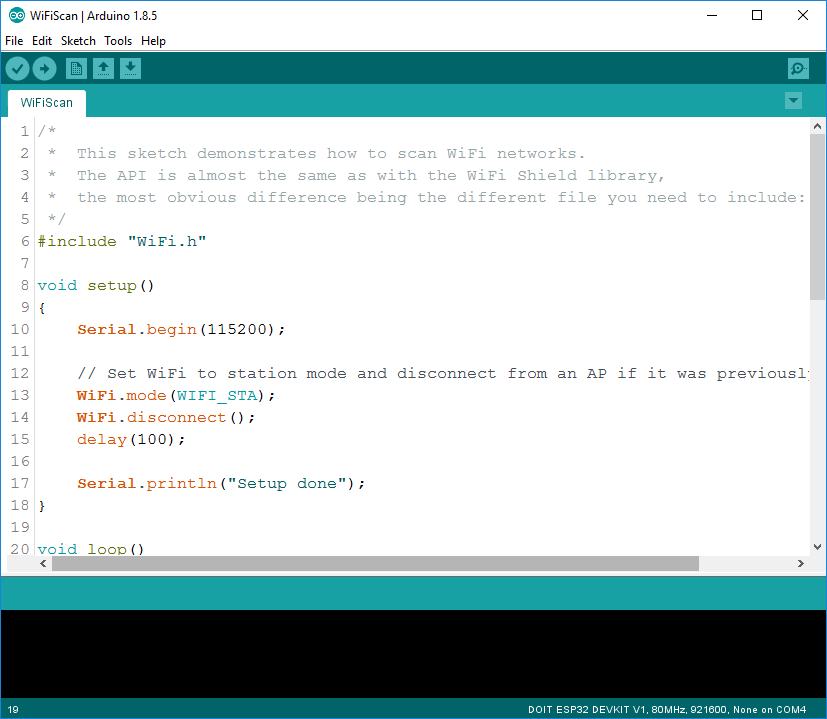 WiFiScan | Arduino 1.8.5
File Edit Sketch Tools Help
WiFiScan
1 /*
2  *  This sketch demonstrates how to scan WiFi networks.
3  *  The API is almost the same as with the WiFi Shield library,
4  *  the most obvious difference being the different file you need to include:
5  */
6 #include "WiFi.h"
7
8 void setup()
9 {
10     Serial.begin(115200);
11
12     // Set WiFi to station mode and disconnect from an AP if it was previously
13     WiFi.mode(WIFI_STA);
14     WiFi.disconnect();
15     delay(100);
16
17     Serial.println("Setup done");
18 }
19
20 void loop()
19 DOIT ESP32 DEVKIT V1, 80MHz, 921600, None on COM4